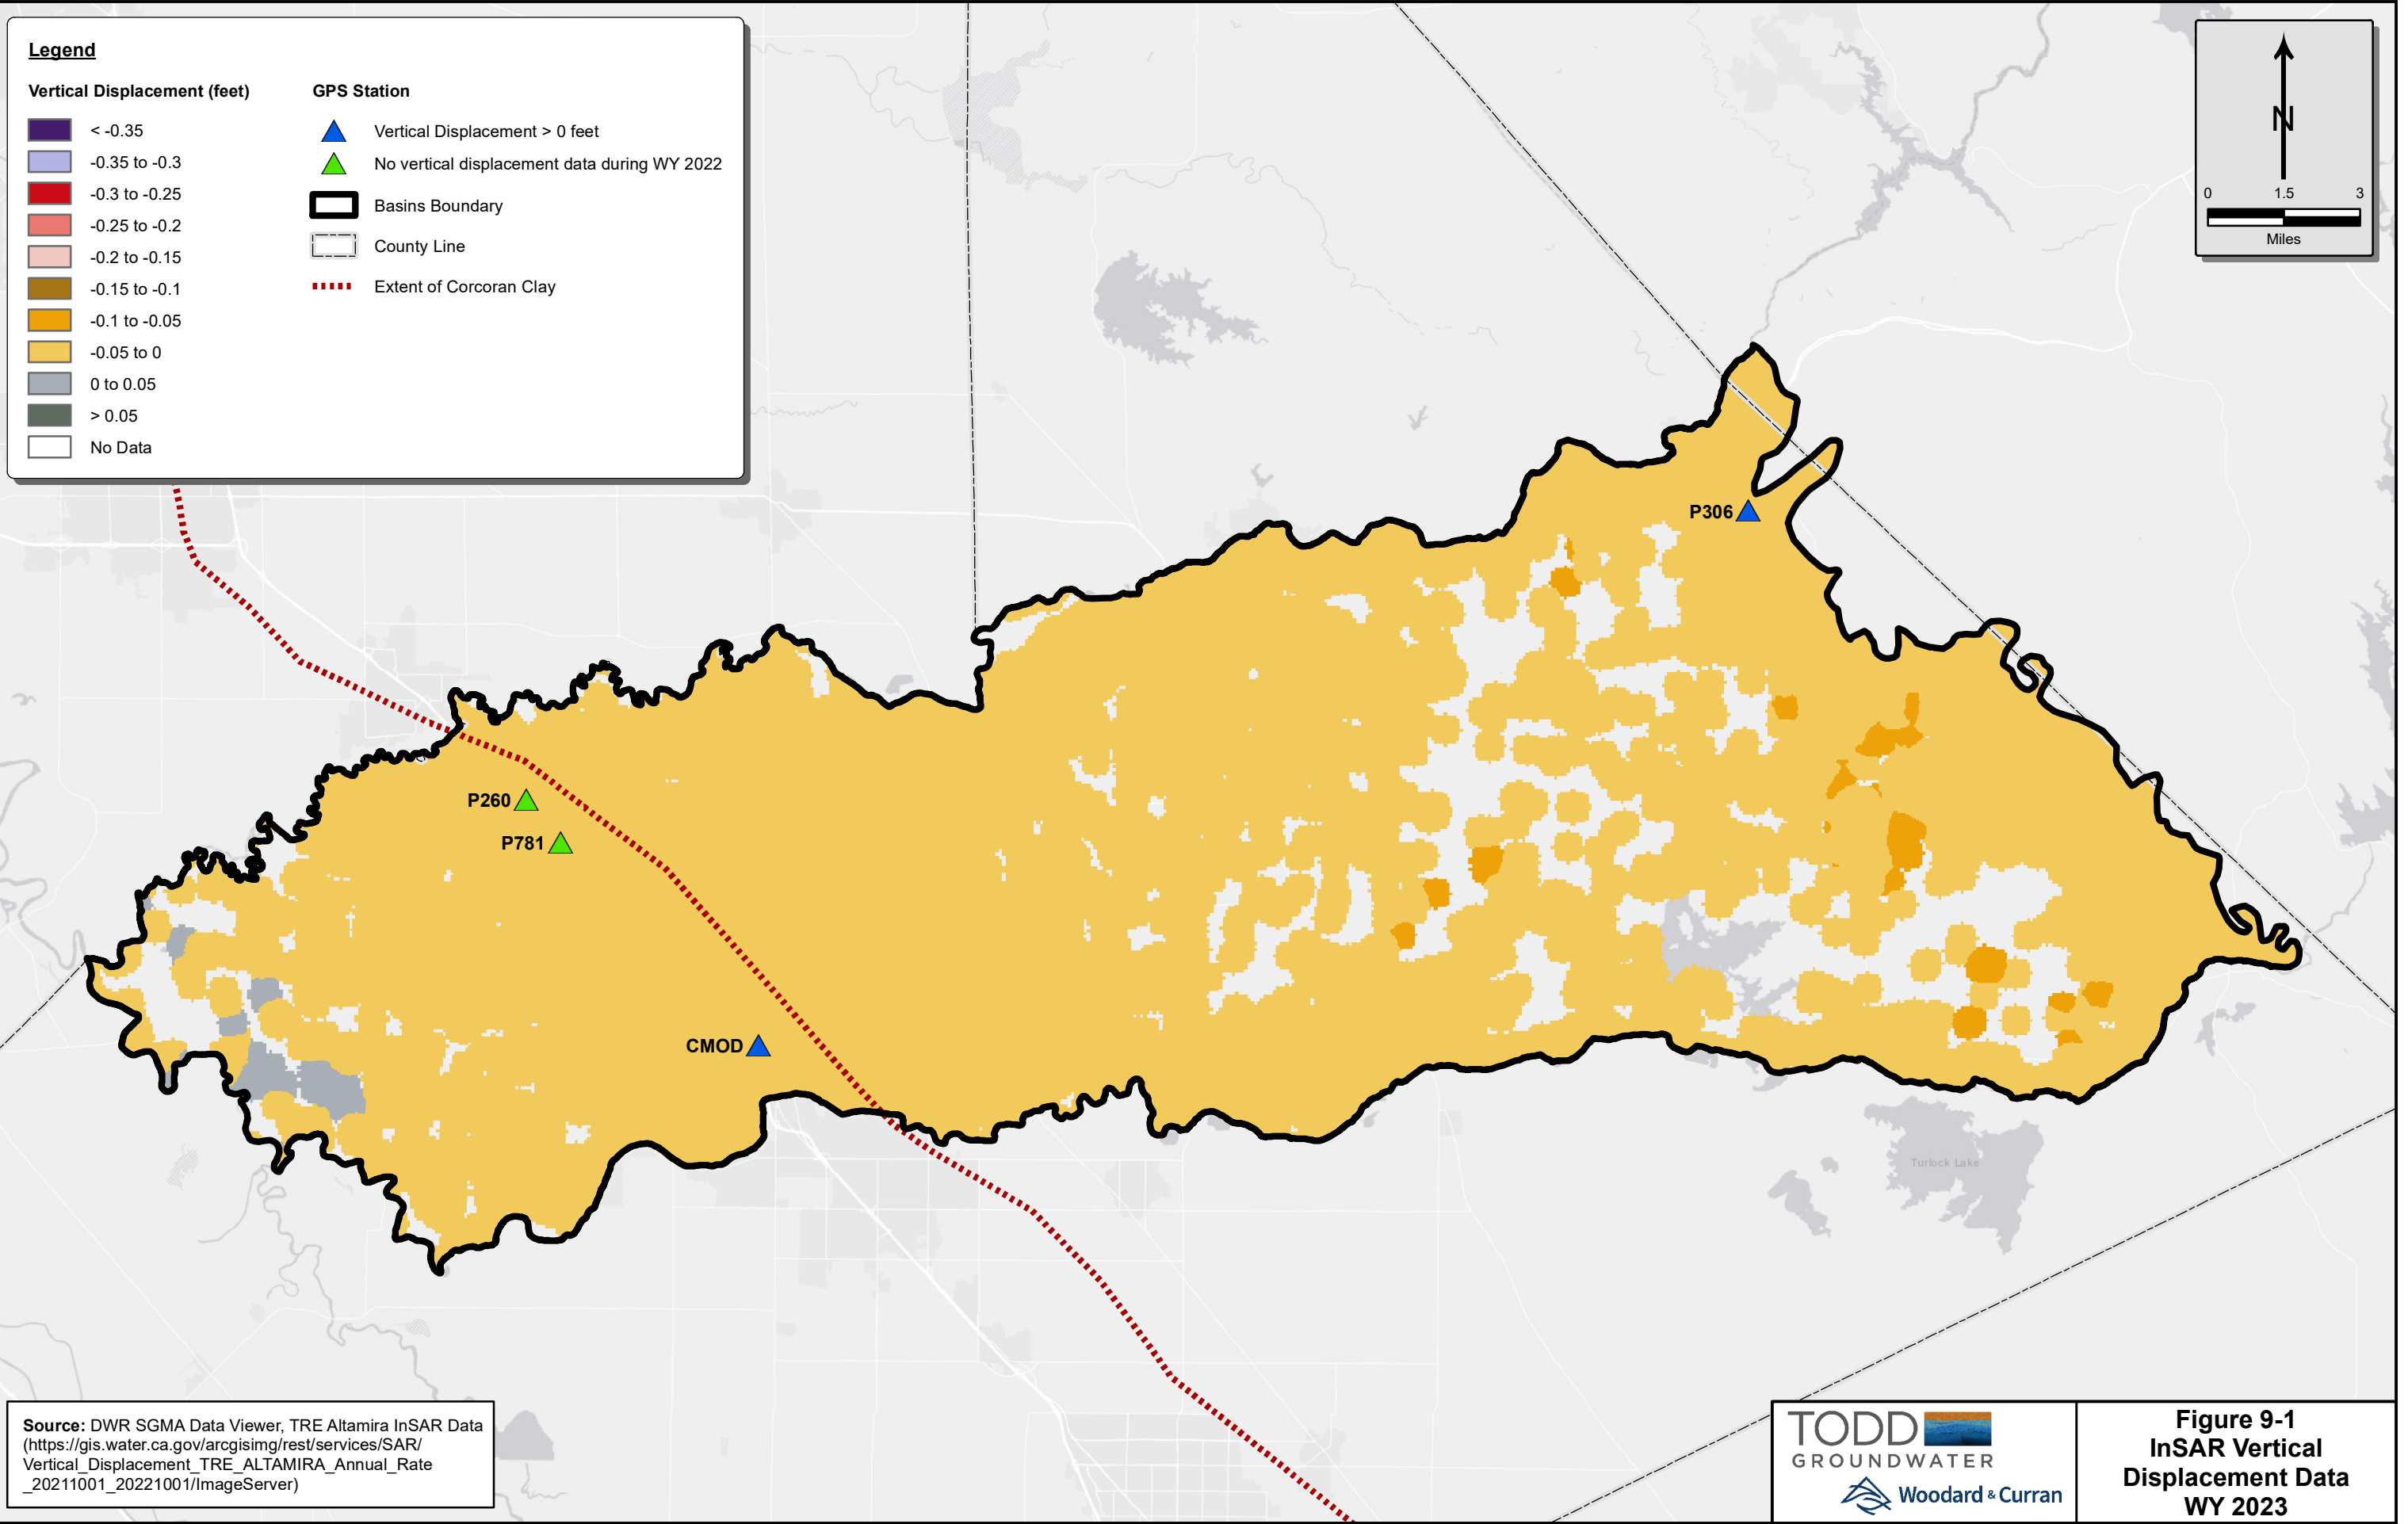 Legend
Vertical Displacement (feet)
< -0.35
-0.35 to -0.3
-0.3 to -0.25
-0.25 to -0.2
-0.2 to -0.15
-0.15 to -0.1
-0.1 to -0.05
-0.05 to 0
0 to 0.05
> 0.05
No Data
GPS Station
Vertical Displacement > 0 feet
No vertical displacement data during WY 2022
Basins Boundary
County Line
Extent of Corcoran Clay
N
0 1.5 3
Miles
P306
P260
P781
CMOD
Turlock Lake
Source: DWR SGMA Data Viewer, TRE Altamira InSAR Data
(https://gis.water.ca.gov/arcgisimg/rest/services/SAR/
Vertical_Displacement_TRE_ALTAMIRA_Annual_Rate
_20211001_20221001/ImageServer)
TODD
GROUNDWATER
Woodard & Curran
Figure 9-1
InSAR Vertical
Displacement Data
WY 2023